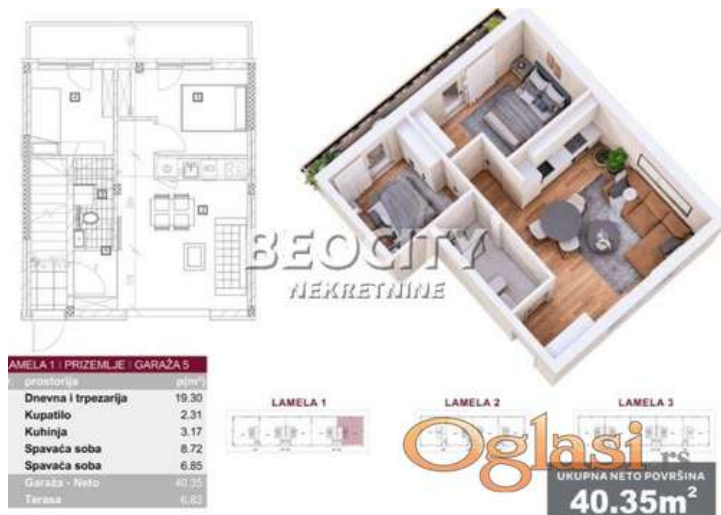 BEOCITY
NEKRETNINE
LAMELA 1 | PRIZEMLJE | GARAŽA 5
prostorija p(m²)
Dnevna i trpezarija 19.30
Kupatilo 2.31
Kuhinja 3.17
Spavaća soba 8.72
Spavaća soba 6.85
Garaža - Neto 40.35
Terasa 6.83
LAMELA 1
LAMELA 2
LAMELA 3
Oglasi.rs
UKUPNA NETO POVRŠINA
40.35m²